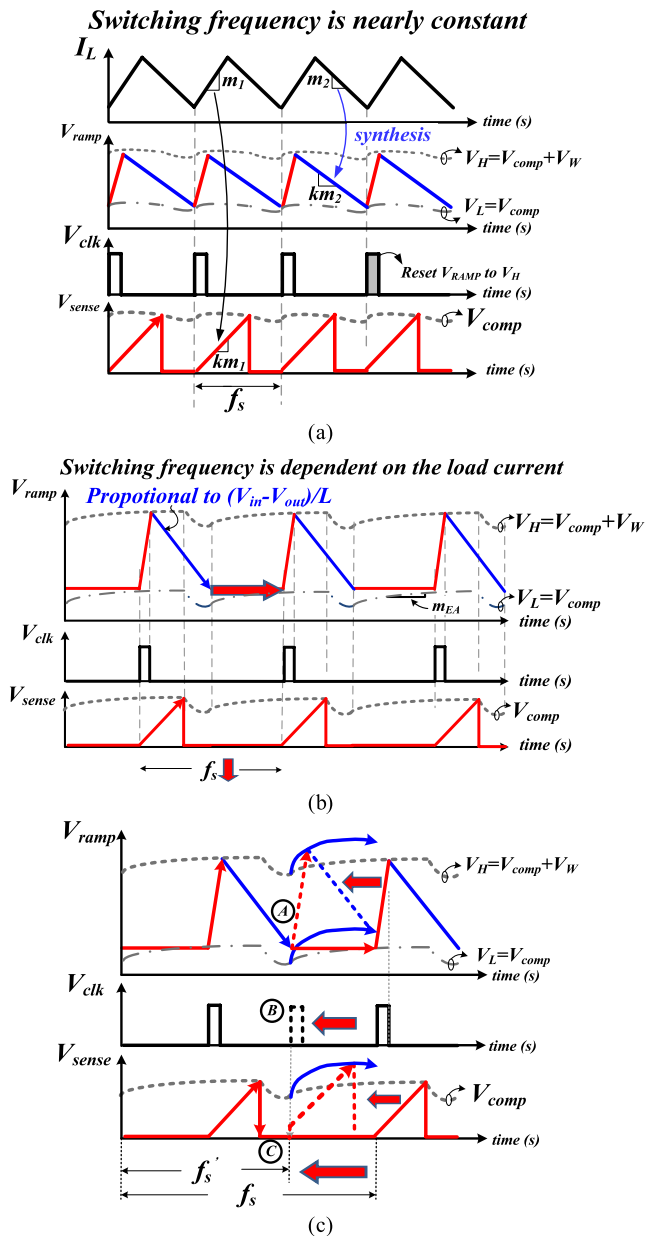 Switching frequency is nearly constant
I_L
m_1
m_2
time (s)
V_ramp
synthesis
V_H=V_comp+V_W
km_2
V_L=V_comp
time (s)
V_clk
Reset V_RAMP to V_H
time (s)
V_sense
V_comp
km_1
time (s)
f_s
(a)
Switching frequency is dependent on the load current
V_ramp
Propotional to (V_in-V_out)/L
V_H=V_comp+V_W
V_L=V_comp
m_EA
time (s)
V_clk
time (s)
V_sense
V_comp
time (s)
f_s
(b)
V_ramp
V_H=V_comp+V_W
A
V_L=V_comp
time (s)
V_clk
B
time (s)
V_sense
V_comp
C
time (s)
f_s'
f_s
(c)